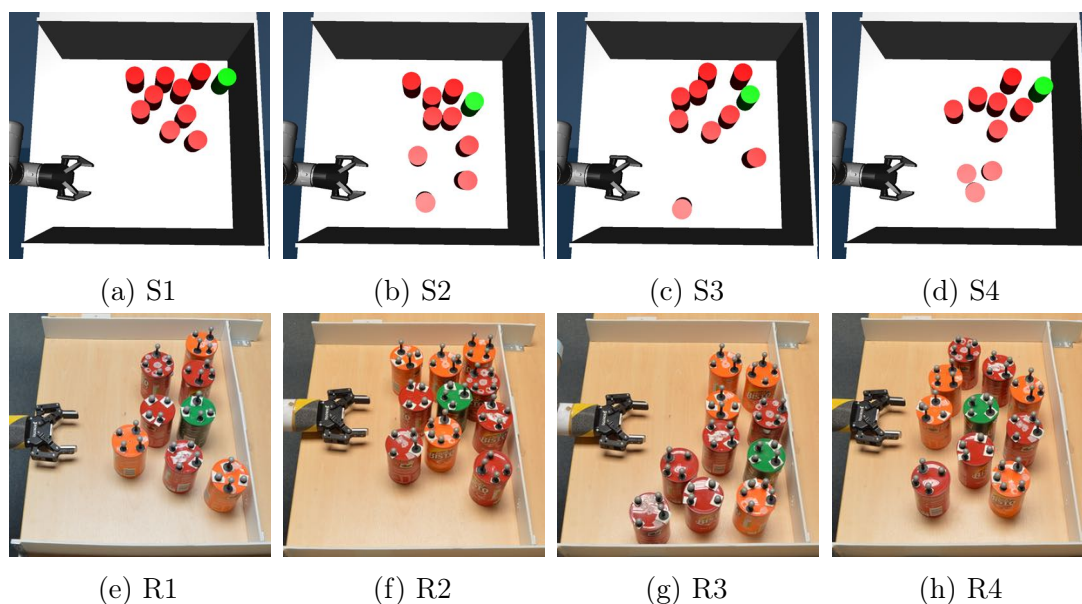 (a) S1
(b) S2
(c) S3
(d) S4
(e) R1
(f) R2
(g) R3
(h) R4